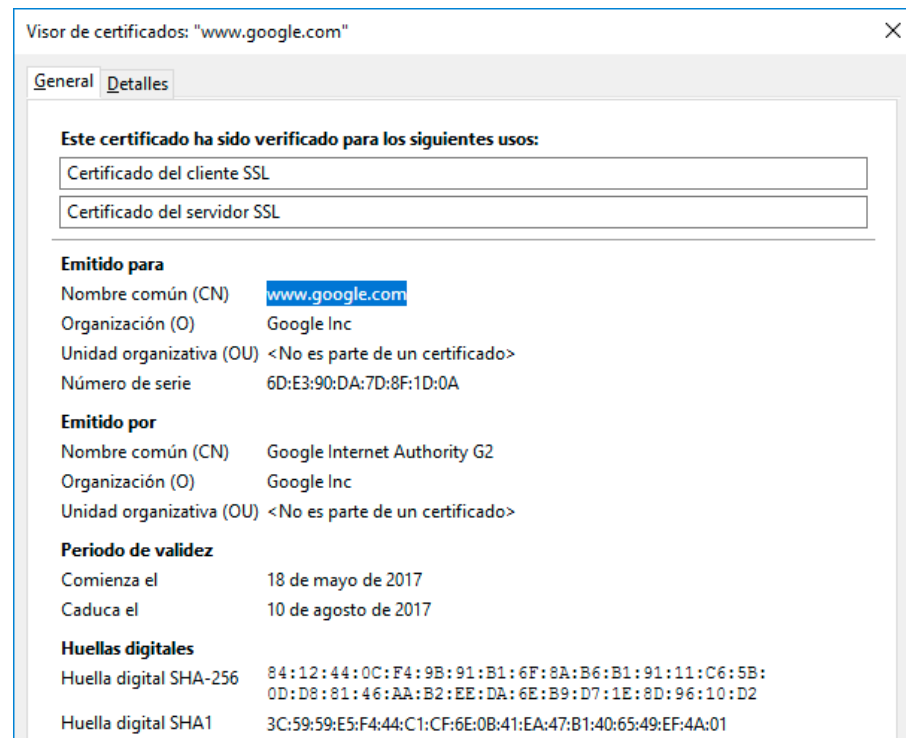 Visor de certificados: "www.google.com"
General Detalles
Este certificado ha sido verificado para los siguientes usos:
Certificado del cliente SSL
Certificado del servidor SSL
Emitido para
Nombre común (CN) www.google.com
Organización (O) Google Inc
Unidad organizativa (OU) <No es parte de un certificado>
Número de serie 6D:E3:90:DA:7D:8F:1D:0A
Emitido por
Nombre común (CN) Google Internet Authority G2
Organización (O) Google Inc
Unidad organizativa (OU) <No es parte de un certificado>
Periodo de validez
Comienza el 18 de mayo de 2017
Caduca el 10 de agosto de 2017
Huellas digitales
Huella digital SHA-256 84:12:44:0C:F4:9B:91:B1:6F:8A:B6:B1:91:11:C6:5B:
0D:D8:81:46:AA:B2:EE:DA:6E:B9:D7:1E:8D:96:10:D2
Huella digital SHA1 3C:59:59:E5:F4:44:C1:CF:6E:0B:41:EA:47:B1:40:65:49:EF:4A:01